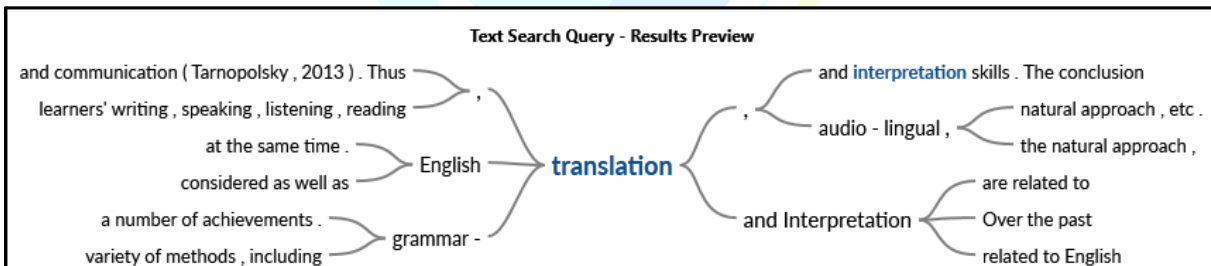 Text Search Query - Results Preview
and communication ( Tarnopolsky , 2013 ) . Thus
learners' writing , speaking , listening , reading
,
at the same time .
considered as well as
English
a number of achievements .
variety of methods , including
grammar -
translation
,
and interpretation skills . The conclusion
audio - lingual ,
natural approach , etc .
the natural approach ,
and Interpretation
are related to
Over the past
related to English